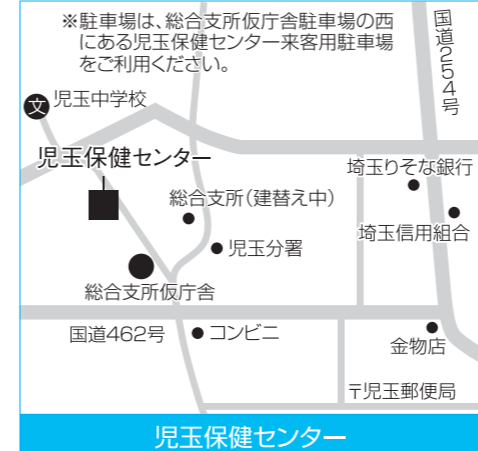 ※駐車場は、総合支所仮庁舎駐車場の西
にある児玉保健センター来客用駐車場
をご利用ください。
国道254号
文
児玉中学校
児玉保健センター
埼玉りそな銀行
総合支所(建替え中)
埼玉信用組合
児玉分署
総合支所仮庁舎
国道462号
コンビニ
金物店
〒児玉郵便局
児玉保健センター